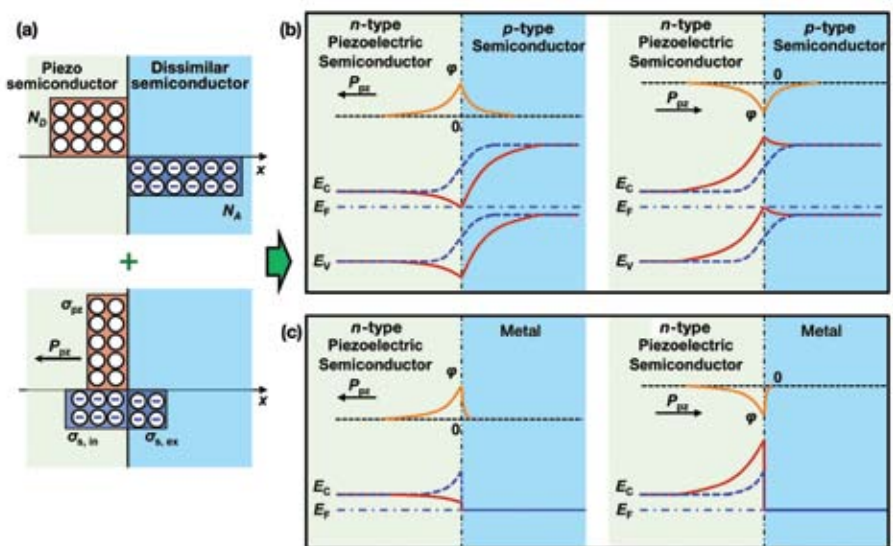 (a)
Piezo
semiconductor
Dissimilar
semiconductor
N_D
x
N_A
+
σ_pz
P_pz
x
σ_s, in
σ_s, ex
(b)
n-type
Piezoelectric
Semiconductor
p-type
Semiconductor
φ
P_pz
0
E_C
E_F
E_V
n-type
Piezoelectric
Semiconductor
p-type
Semiconductor
0
P_pz
φ
E_C
E_F
E_V
(c)
n-type
Piezoelectric
Semiconductor
Metal
φ
P_pz
0
E_C
E_F
n-type
Piezoelectric
Semiconductor
Metal
0
P_pz
φ
E_C
E_F